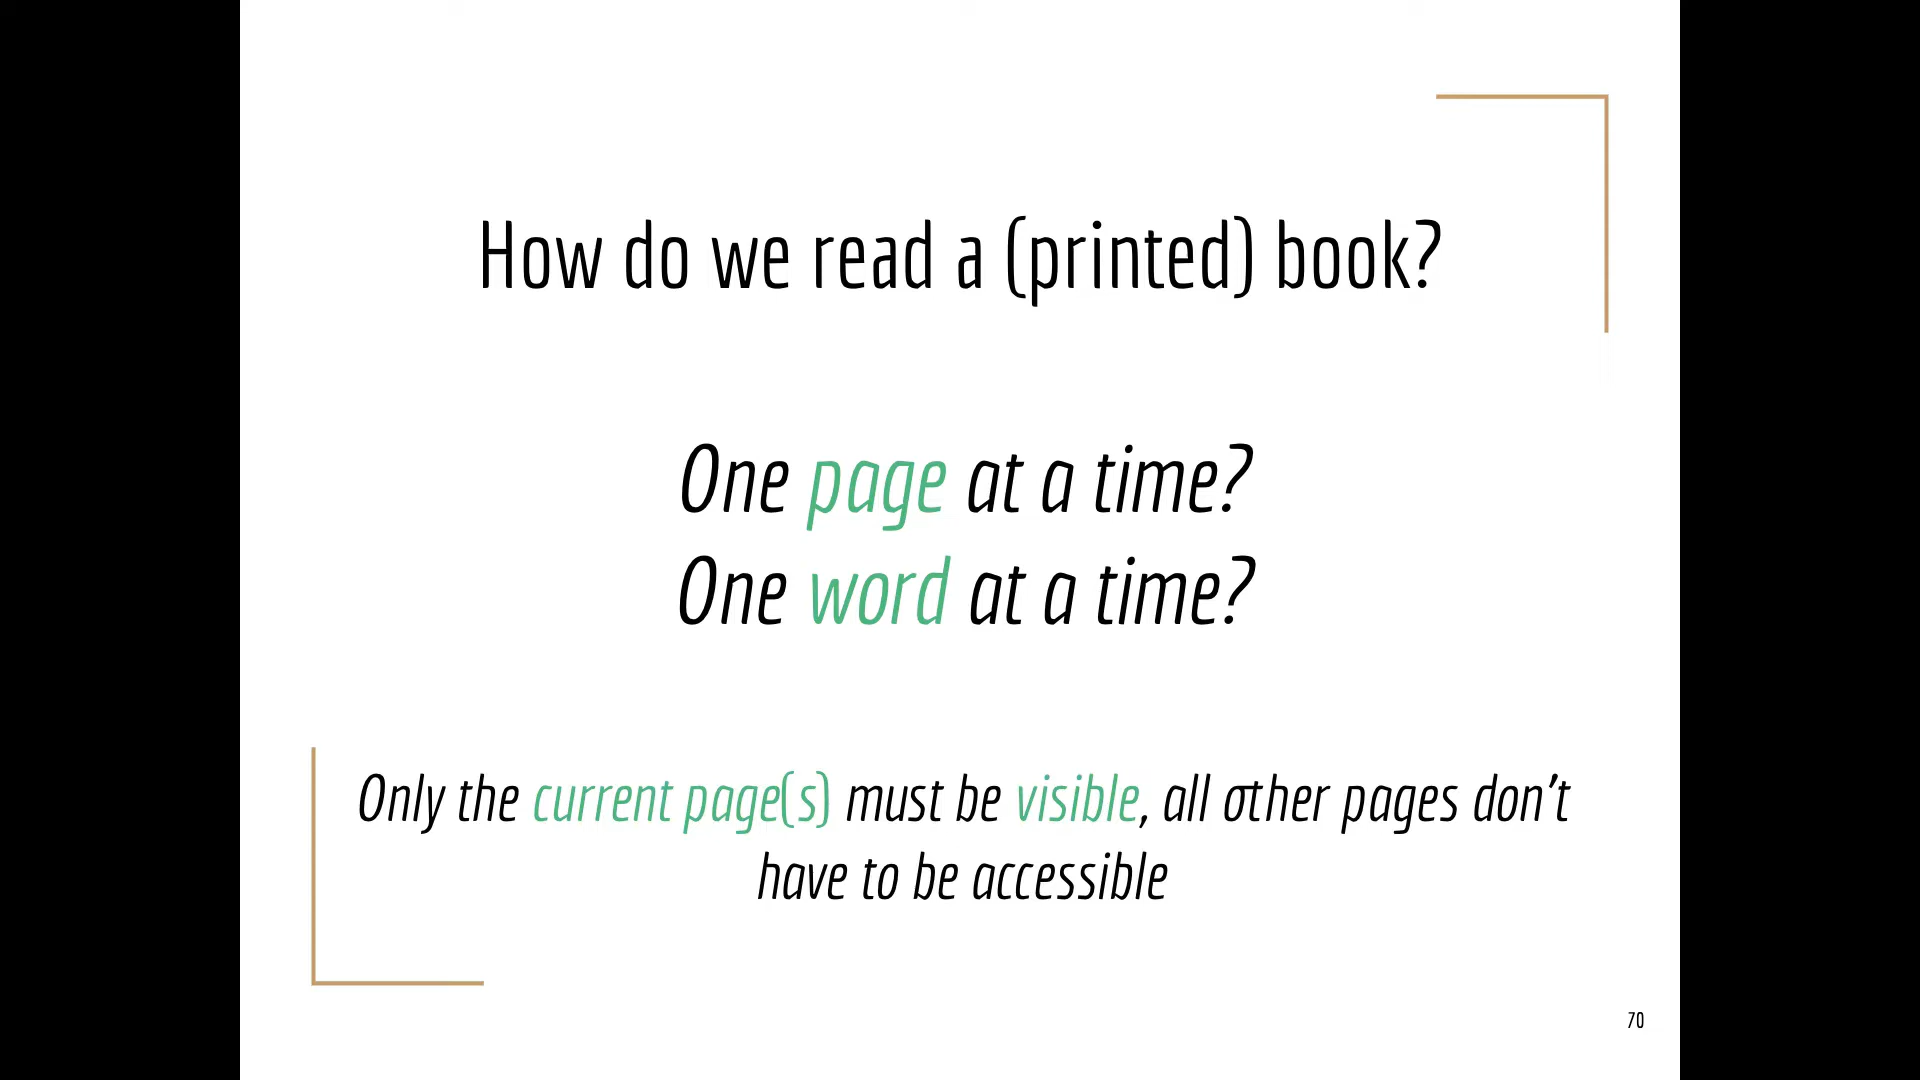 How do we read a (printed) book?
One page at a time?
One word at a time?
Only the current page(s) must be visible, all other pages don't
have to be accessible
70